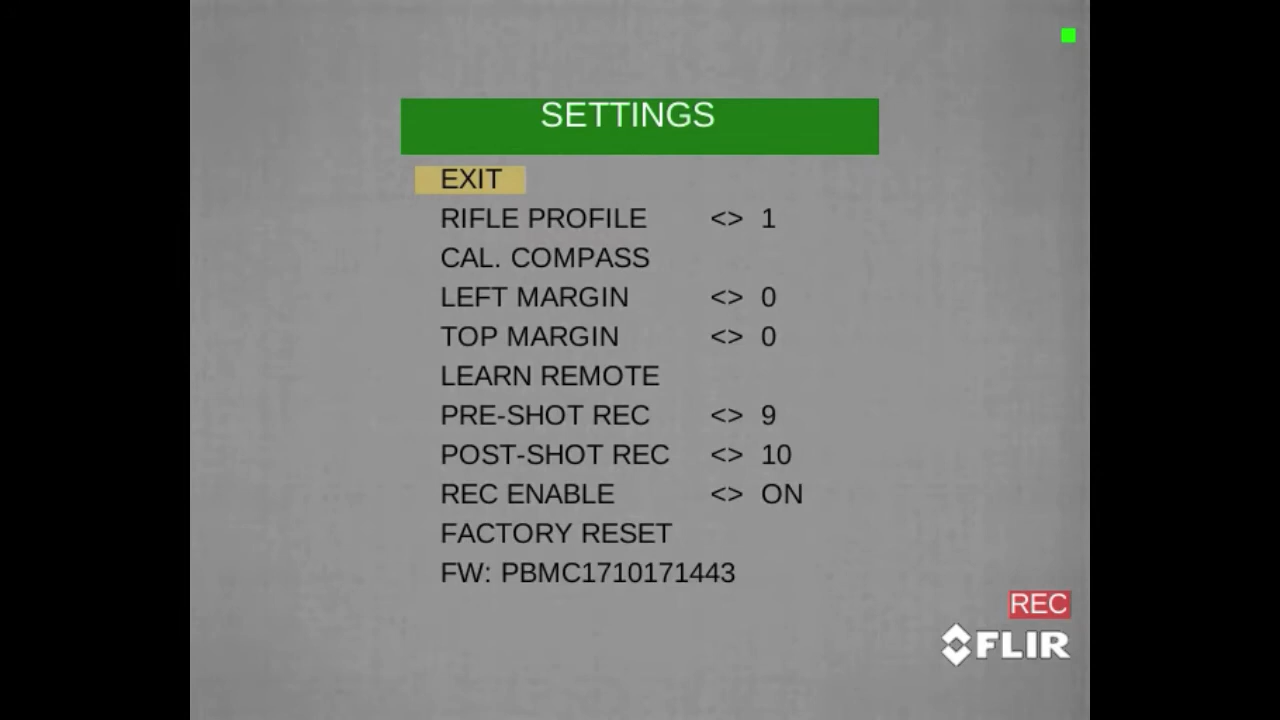 SETTINGS
EXIT
RIFLE PROFILE <> 1
CAL. COMPASS
LEFT MARGIN <> 0
TOP MARGIN <> 0
LEARN REMOTE
PRE-SHOT REC <> 9
POST-SHOT REC <> 10
REC ENABLE <> ON
FACTORY RESET
FW: PBMC1710171443
REC
FLIR